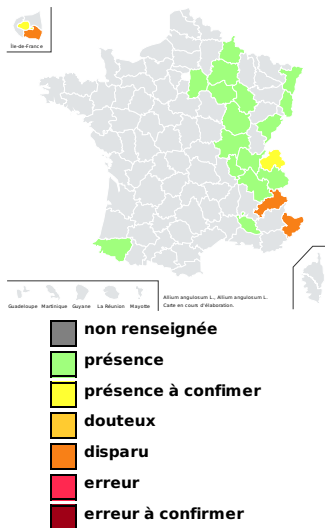 Île-de-France
Guadeloupe Martinique Guyane La Réunion Mayotte
Allium angulosum L., Allium angulosum L.
Carte en cours d'élaboration.
non renseignée
présence
présence à confimer
douteux
disparu
erreur
erreur à confirmer